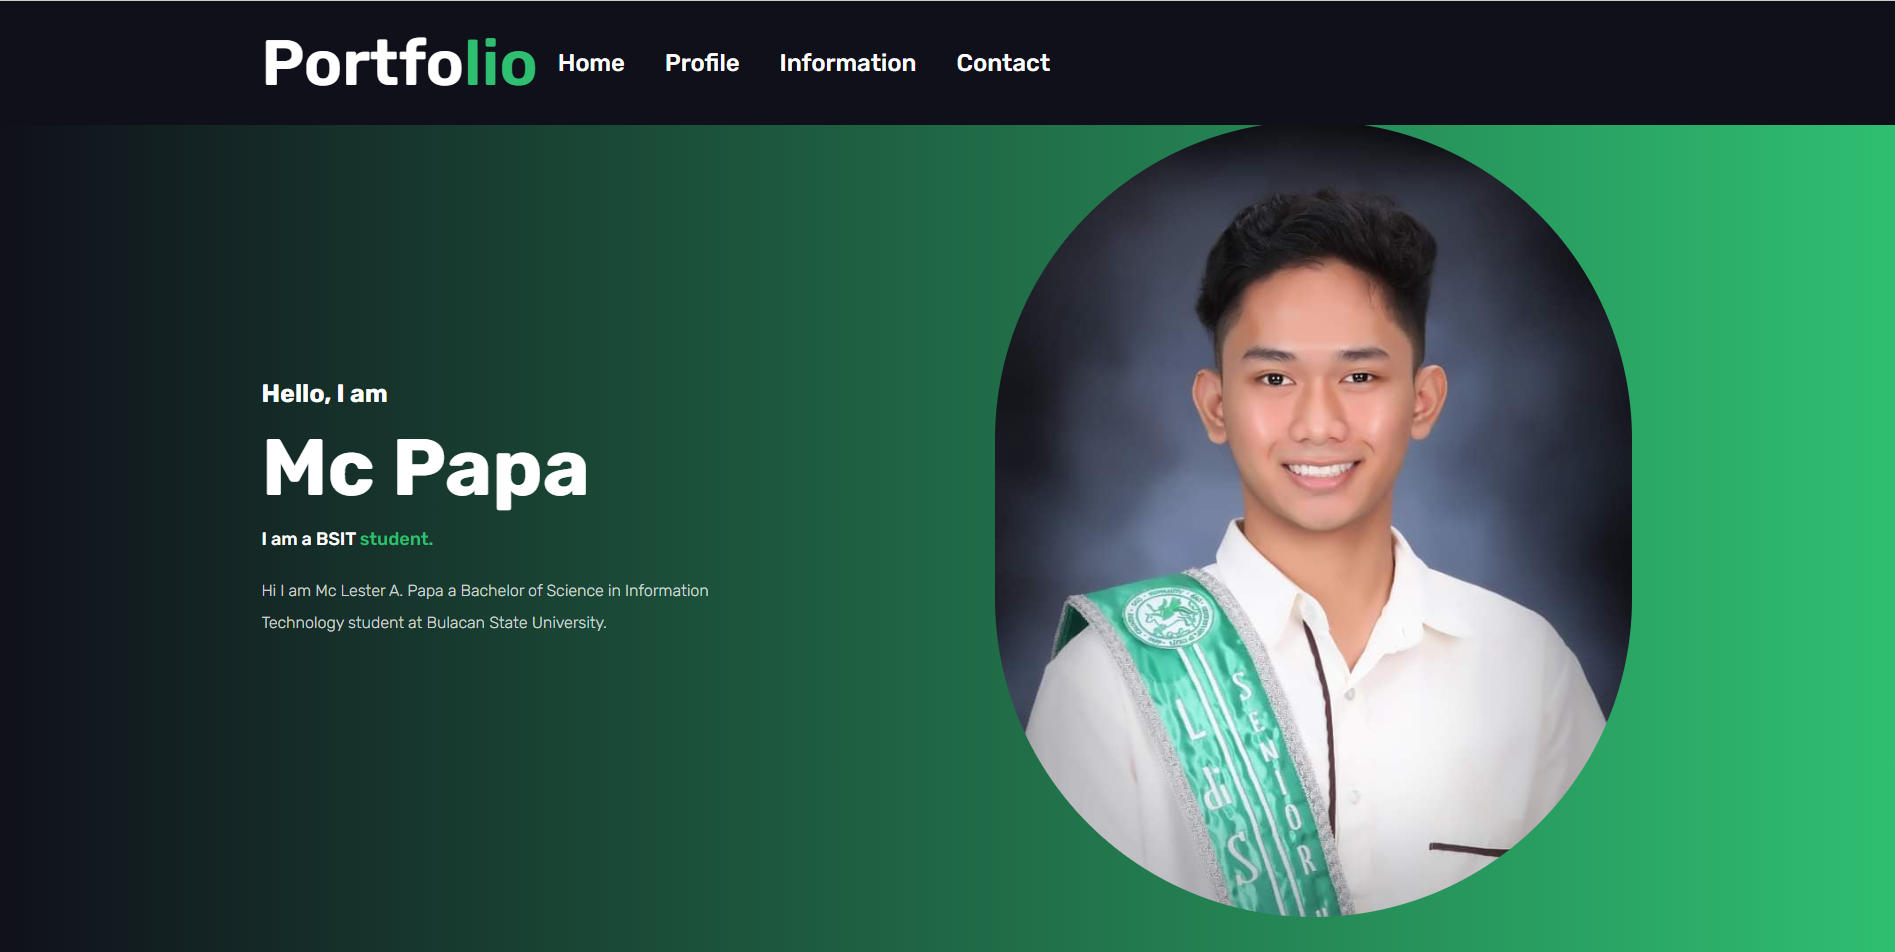 Portfolio Home Profile Information Contact
Hello, I am
Mc Papa
I am a BSIT student.
Hi I am Mc Lester A. Papa a Bachelor of Science in Information
Technology student at Bulacan State University.
L di S
SENIOR